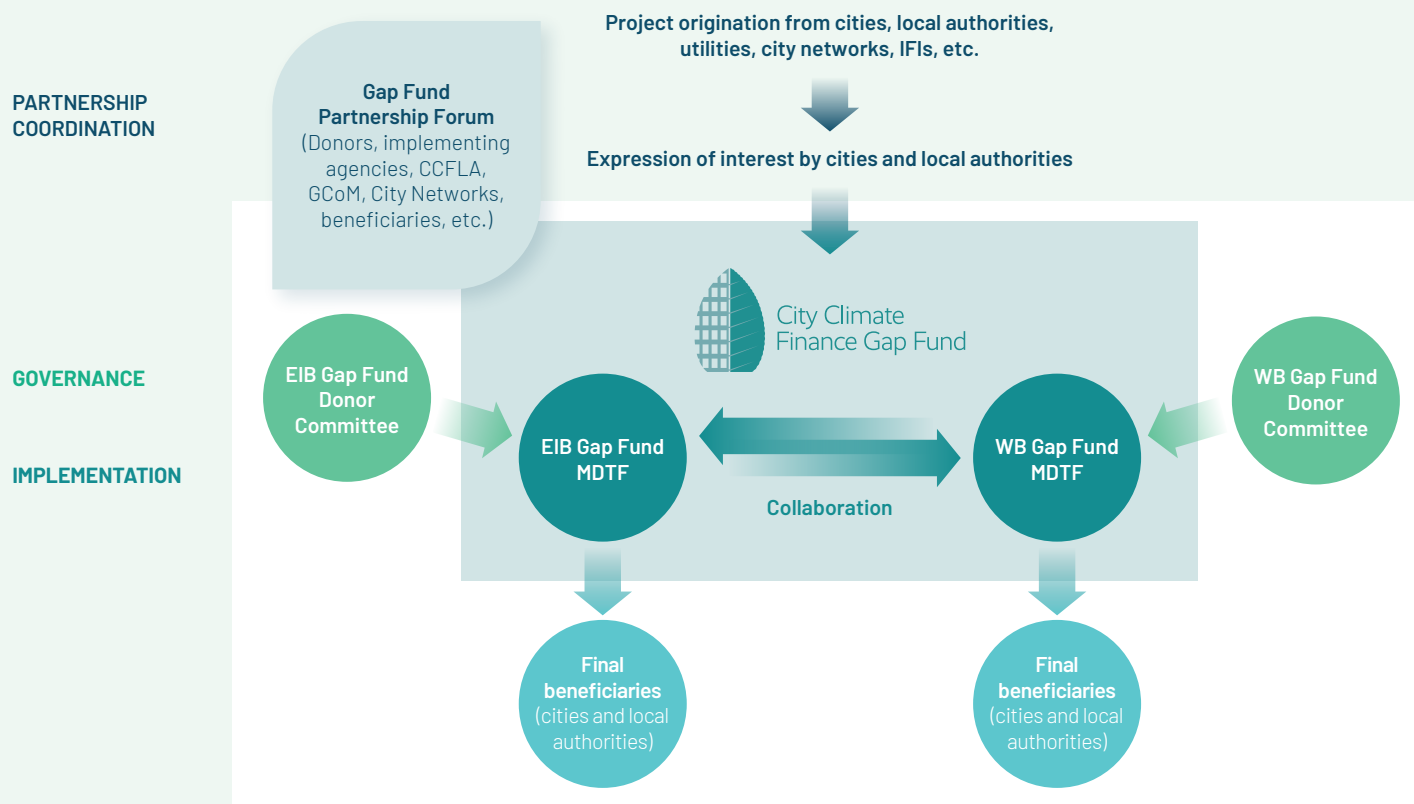 Project origination from cities, local authorities,
utilities, city networks, IFIs, etc.
PARTNERSHIP
COORDINATION
Gap Fund
Partnership Forum
(Donors, implementing
agencies, CCFLA,
GCoM, City Networks,
beneficiaries, etc.)
Expression of interest by cities and local authorities
City Climate
Finance Gap Fund
GOVERNANCE
EIB Gap Fund
Donor
Committee
WB Gap Fund
Donor
Committee
IMPLEMENTATION
EIB Gap Fund
MDTF
Collaboration
WB Gap Fund
MDTF
Final
beneficiaries
(cities and local
authorities)
Final
beneficiaries
(cities and local
authorities)